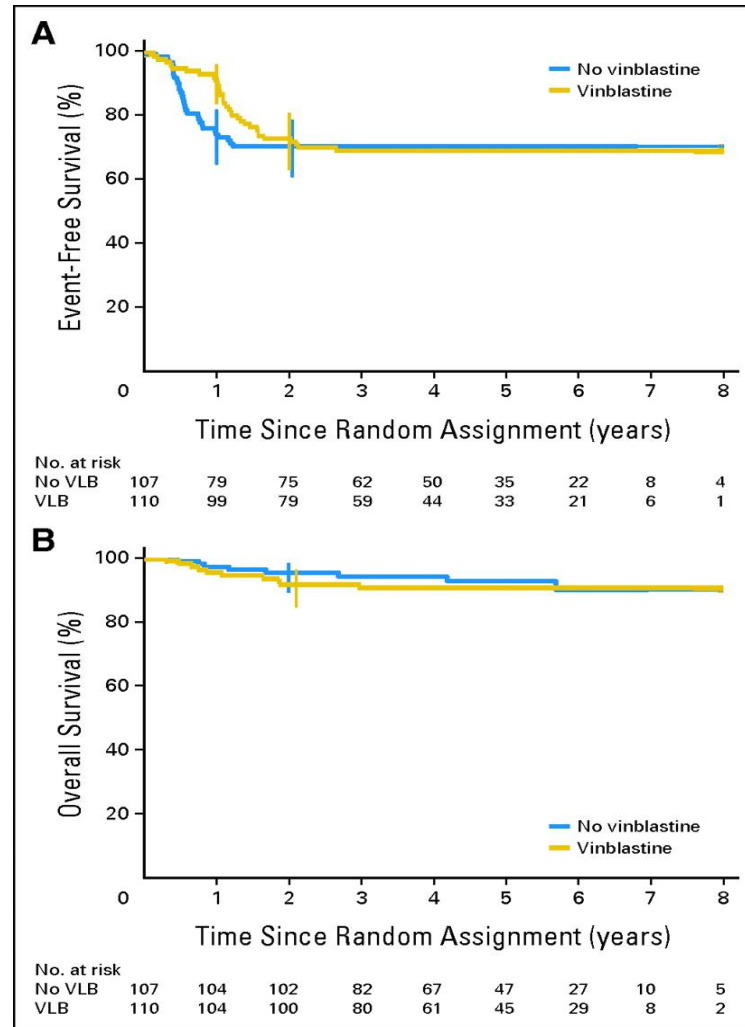 A
100
80
60
40
20
0
Event-Free Survival (%)
No vinblastine
Vinblastine
1 2 3 4 5 6 7 8
Time Since Random Assignment (years)
No. at risk
No VLB 107 79 75 62 50 35 22 8 4
VLB 110 99 79 59 44 33 21 6 1
B
100
80
60
40
20
0
Overall Survival (%)
No vinblastine
Vinblastine
1 2 3 4 5 6 7 8
Time Since Random Assignment (years)
No. at risk
No VLB 107 104 102 82 67 47 27 10 5
VLB 110 104 100 80 61 45 29 8 2